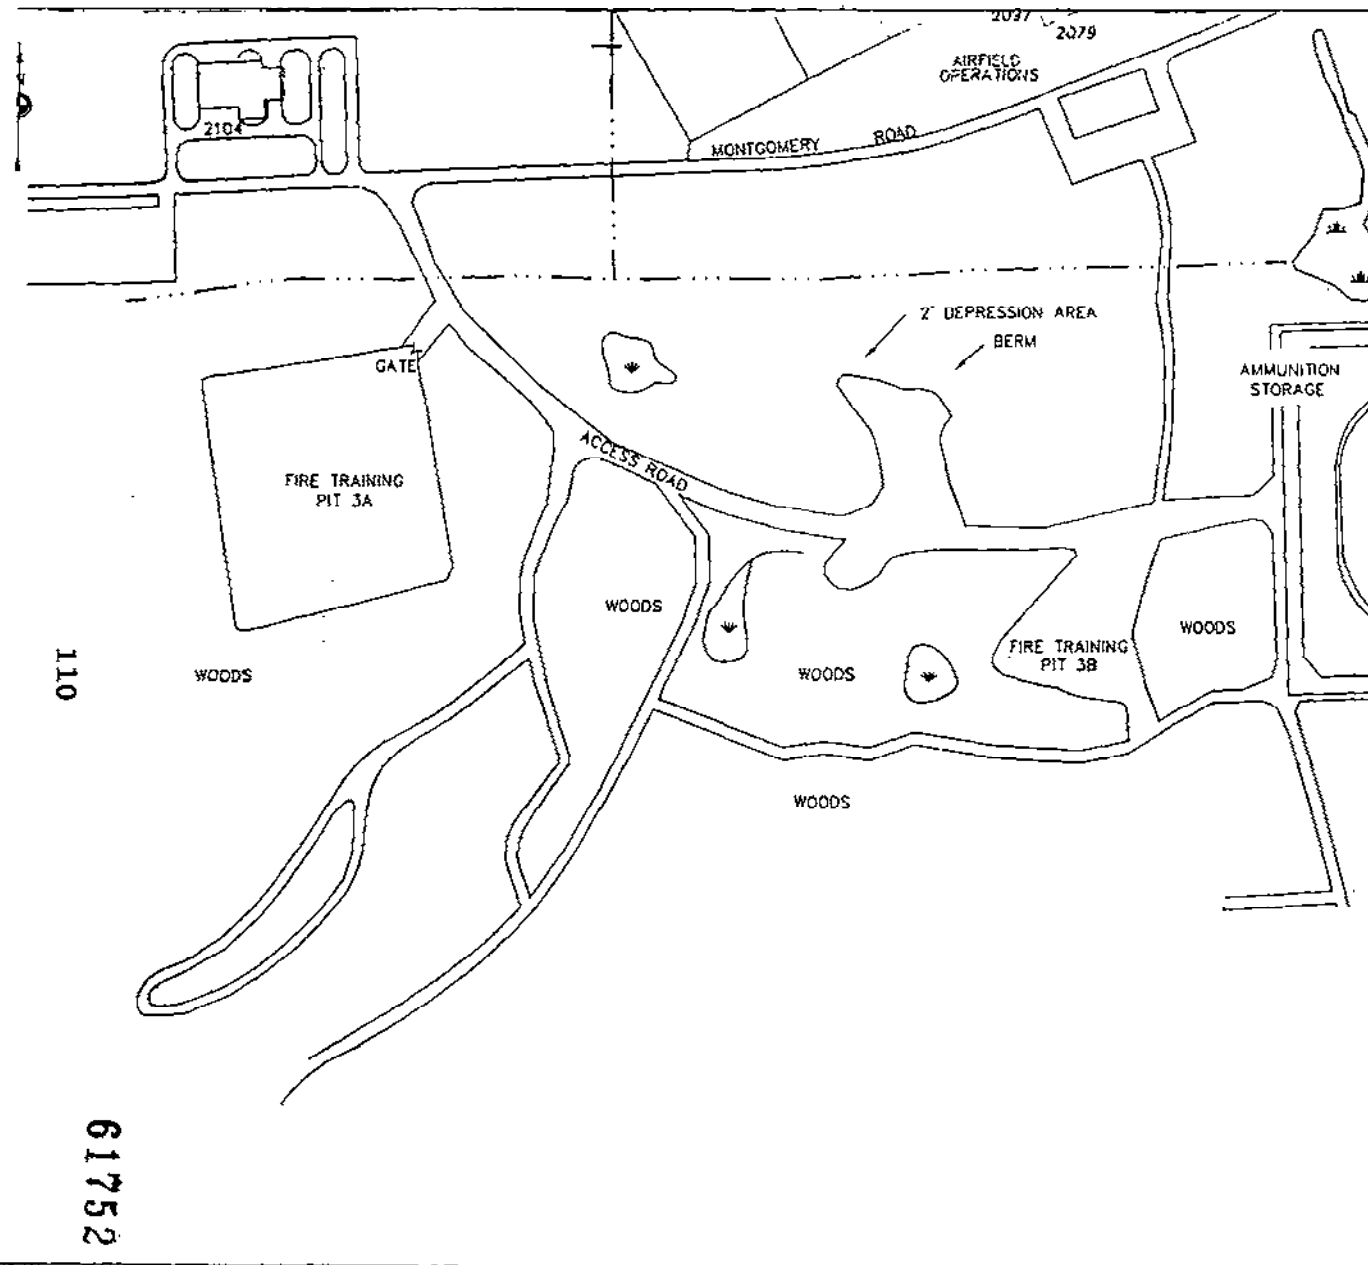 2037
2079
AIRFIELD
OPERATIONS
2104
MONTGOMERY ROAD
2' DEPRESSION AREA
BERM
GATE
AMMUNITION
STORAGE
ACCESS ROAD
FIRE TRAINING
PIT 3A
WOODS
WOODS
FIRE TRAINING
PIT 3B
WOODS
WOODS
WOODS
110
61752